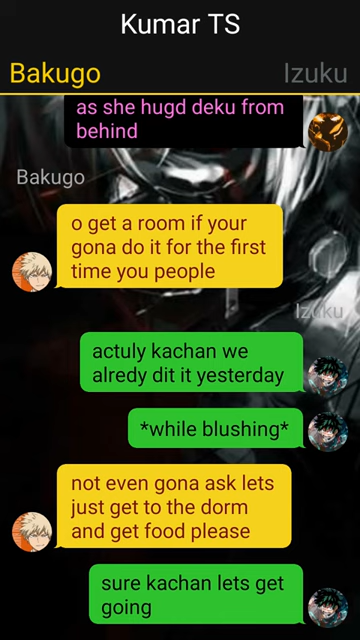 Kumar TS
Bakugo
Izuku
as she hugd deku from
behind
Bakugo
o get a room if your
gona do it for the first
time you people
Izuku
actuly kachan we
alredy dit it yesterday
*while blushing*
not even gona ask lets
just get to the dorm
and get food please
sure kachan lets get
going